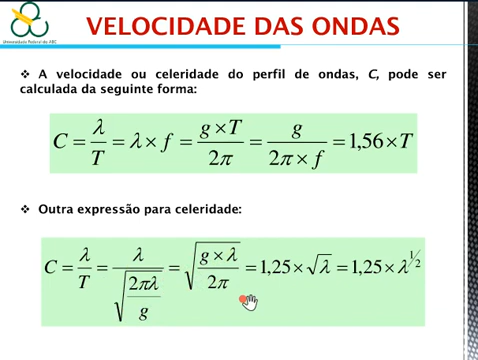 Universidade Federal do ABC
VELOCIDADE DAS ONDAS
❖ A velocidade ou celeridade do perfil de ondas, C, pode ser
calculada da seguinte forma:
C = λ/T = λ × f = (g × T)/(2π) = g/(2π × f) = 1,56 × T
❖ Outra expressão para celeridade:
C = λ/T = λ/√(2πλ/g) = √((g × λ)/(2π)) = 1,25 × √λ = 1,25 × λ^(1/2)